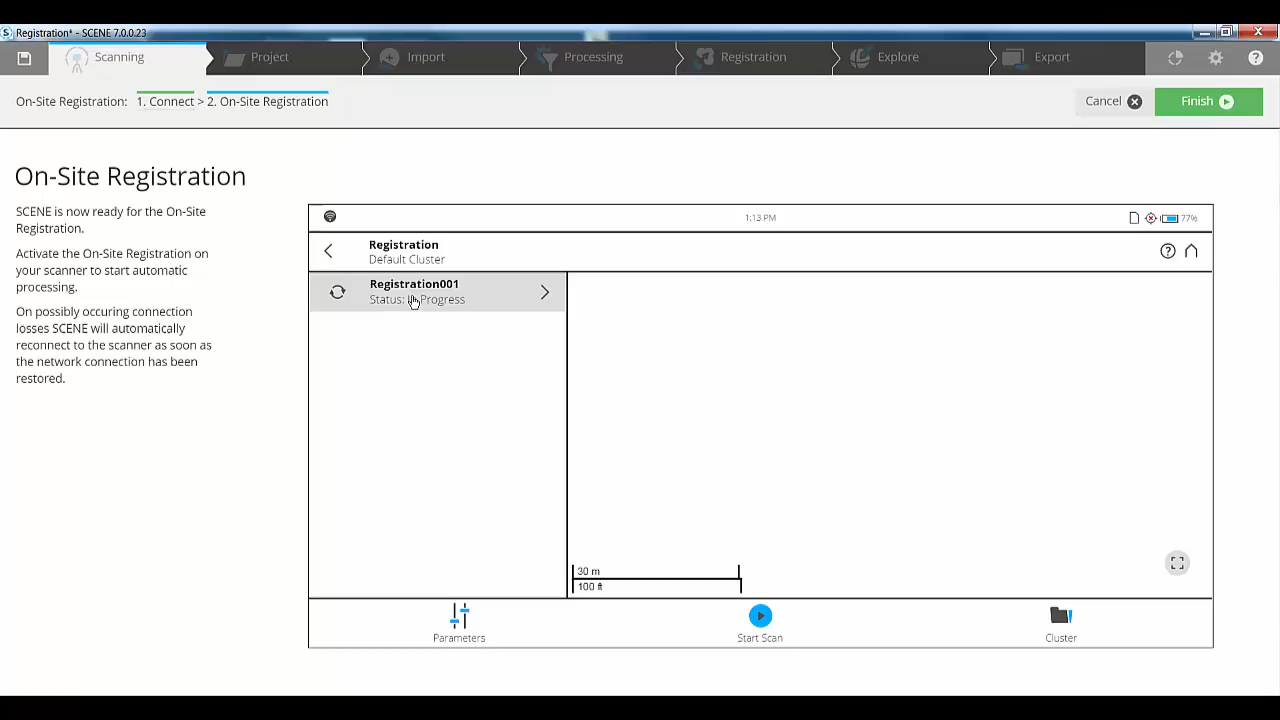 Registration* - SCENE 7.0.0.23
Scanning
Project
Import
Processing
Registration
Explore
Export
On-Site Registration: 1. Connect > 2. On-Site Registration
Cancel
Finish
On-Site Registration
SCENE is now ready for the On-Site
Registration.
Activate the On-Site Registration on
your scanner to start automatic
processing.
On possibly occuring connection
losses SCENE will automatically
reconnect to the scanner as soon as
the network connection has been
restored.
1:13 PM
77%
Registration
Default Cluster
Registration001
Status: Progress
30 m
100 ft
Parameters
Start Scan
Cluster